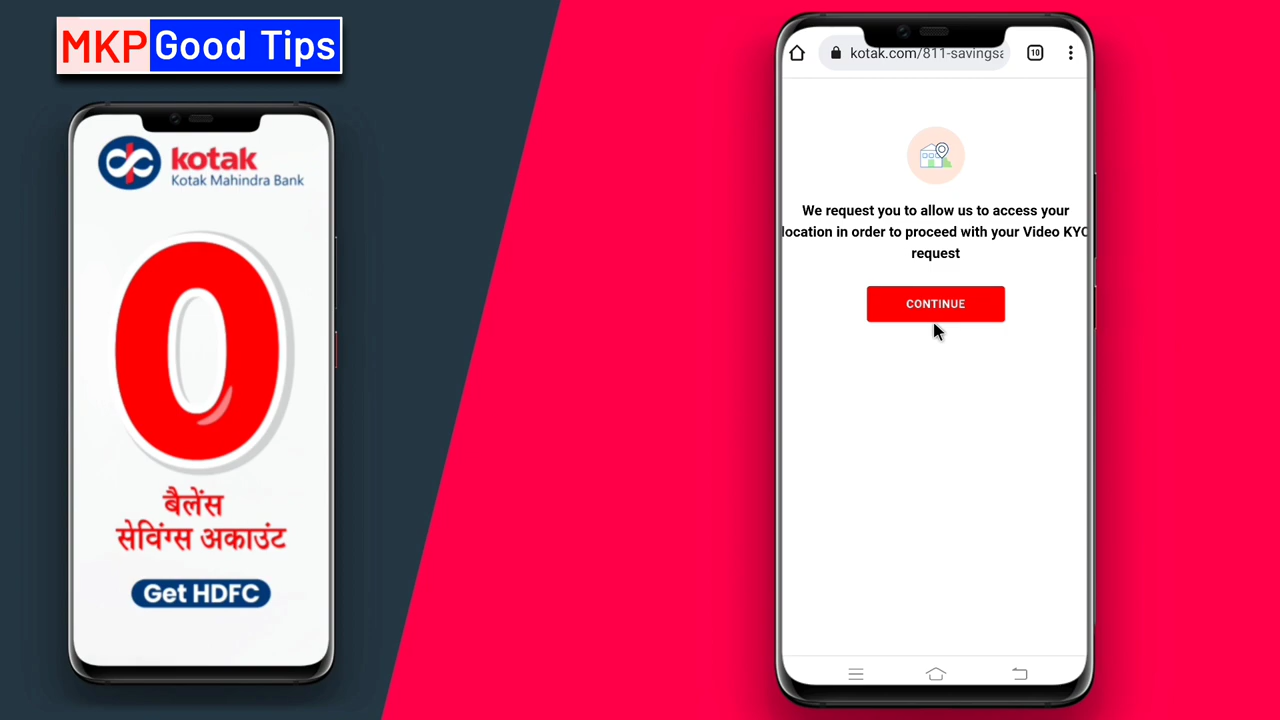 MKP Good Tips
kotak
Kotak Mahindra Bank
0
बैलेंस
सेविंग्स अकाउंट
Get HDFC
kotak.com/811-savings
10
We request you to allow us to access your
location in order to proceed with your Video KYC
request
CONTINUE